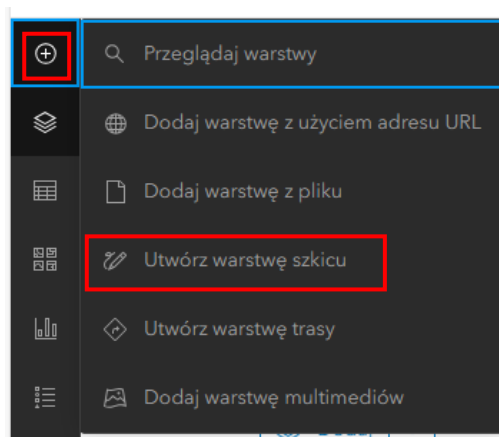 Przeglądaj warstwy
Dodaj warstwę z użyciem adresu URL
Dodaj warstwę z pliku
Utwórz warstwę szkicu
Utwórz warstwę trasy
Dodaj warstwę multimediów